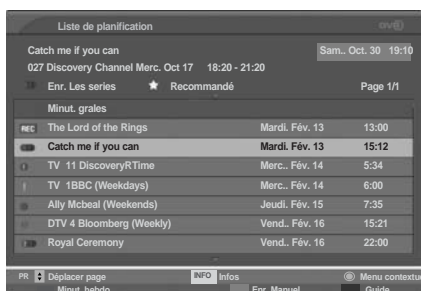 Liste de planification
Catch me if you can Sam.. Oct. 30 19:10
027 Discovery Channel Merc. Oct 17 18:20 - 21:20
Enr. Les series Recommandé Page 1/1
Minut. grales
REC The Lord of the Rings Mardi. Fév. 13 13:00
Catch me if you can Mardi. Fév. 13 15:12
TV 11 DiscoveryRTime Merc.. Fév. 14 5:34
TV 1BBC (Weekdays) Merc.. Fév. 14 6:00
Ally Mcbeal (Weekends) Jeudi. Fév. 15 7:35
DTV 4 Bloomberg (Weekly) Vend.. Fév. 16 15:21
Royal Ceremony Vend.. Fév. 16 22:00
PR Déplacer page INFO Infos Menu contextue
Minut. hebdo Enr. Manuel Guide